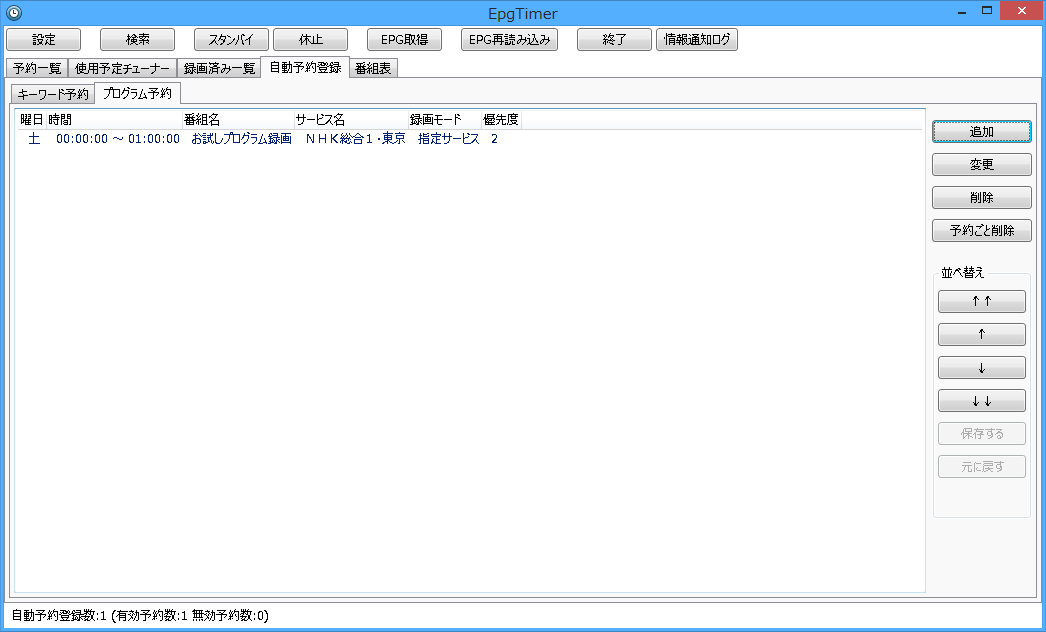 EpgTimer
設定 検索 スタンバイ 休止 EPG取得 EPG再読み込み 終了 情報通知ログ
予約一覧 使用予定チューナー 録画済み一覧 自動予約登録 番組表
キーワード予約 プログラム予約
曜日 時間 番組名 サービス名 録画モード 優先度
土 00:00:00 ～ 01:00:00 お試しプログラム録画 ＮＨＫ総合１・東京 指定サービス 2
追加
変更
削除
予約ごと削除
並べ替え
↑↑
↑
↓
↓↓
保存する
元に戻す
自動予約登録数:1 (有効予約数:1 無効予約数:0)